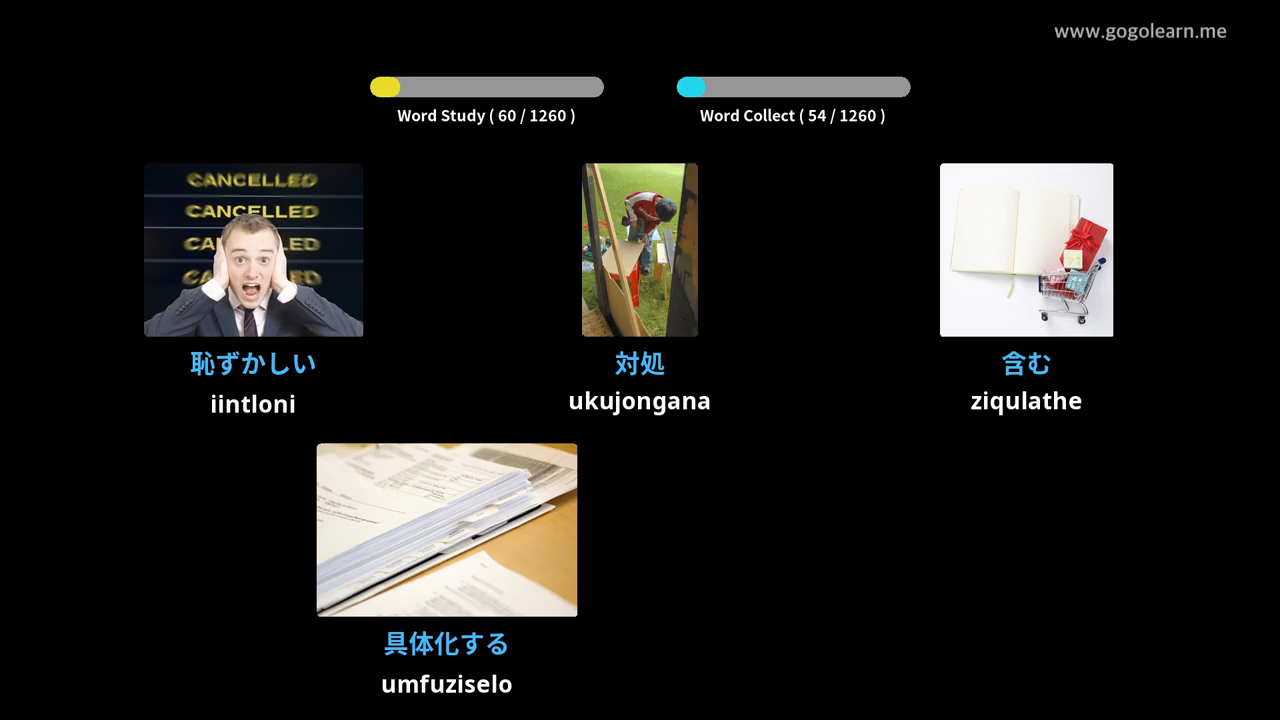 www.gogolearn.me
Word Study ( 60 / 1260 )
Word Collect ( 54 / 1260 )
CANCELLED
CANCELLED
恥ずかしい
対処
含む
iintloni
ukujongana
ziqulathe
具体化する
umfuziselo